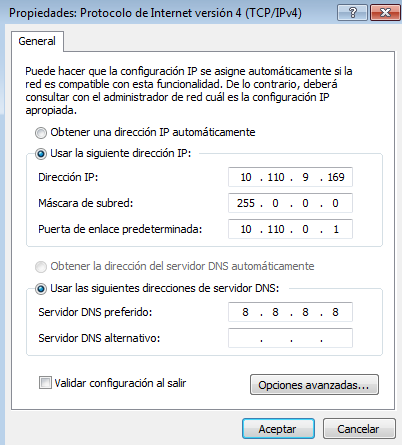 Propiedades: Protocolo de Internet versión 4 (TCP/IPv4)
General
Puede hacer que la configuración IP se asigne automáticamente si la
red es compatible con esta funcionalidad. De lo contrario, deberá
consultar con el administrador de red cuál es la configuración IP
apropiada.
Obtener una dirección IP automáticamente
Usar la siguiente dirección IP:
Dirección IP: 10 . 110 . 9 . 169
Máscara de subred: 255 . 0 . 0 . 0
Puerta de enlace predeterminada: 10 . 110 . 0 . 1
Obtener la dirección del servidor DNS automáticamente
Usar las siguientes direcciones de servidor DNS:
Servidor DNS preferido: 8 . 8 . 8 . 8
Servidor DNS alternativo: . . .
Validar configuración al salir
Opciones avanzadas...
Aceptar Cancelar